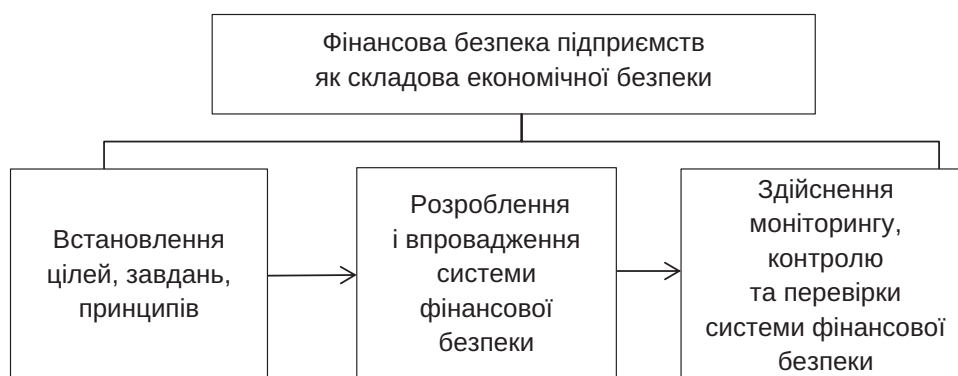 Фінансова безпека підприємств
як складова економічної безпеки
Встановлення
цілей, завдань,
принципів
Розроблення
і впровадження
системи
фінансової
безпеки
Здійснення
моніторингу,
контролю
та перевірки
системи фінансової
безпеки